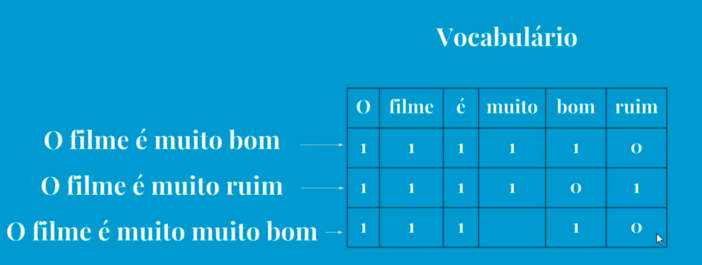 Vocabulário
O filme é muito bom ruim
O filme é muito bom 1 1 1 1 1 0
O filme é muito ruim 1 1 1 1 0 1
O filme é muito muito bom 1 1 1 1 0